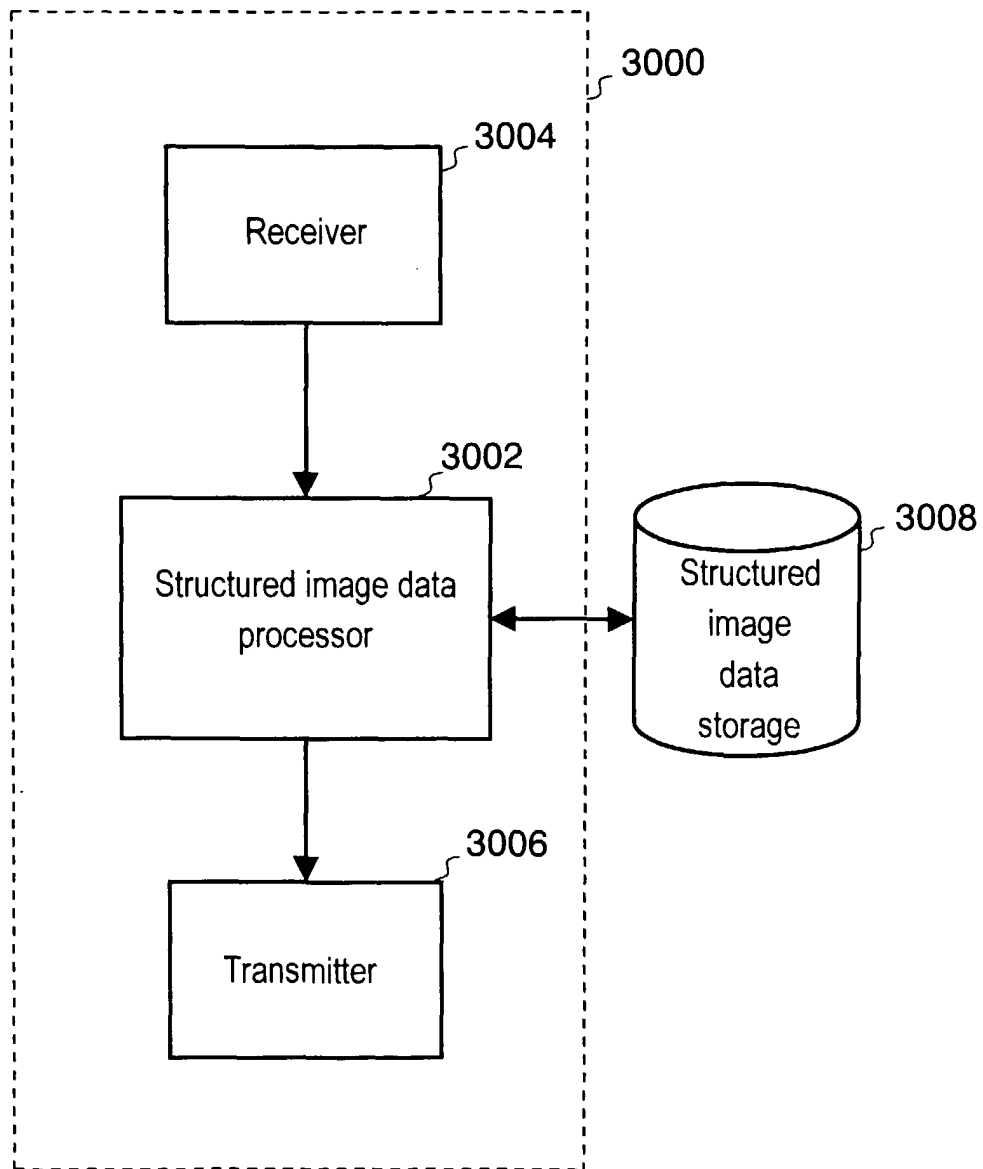 3000
3004
Receiver
3002
Structured image data
processor
3008
Structured
image
data
storage
3006
Transmitter